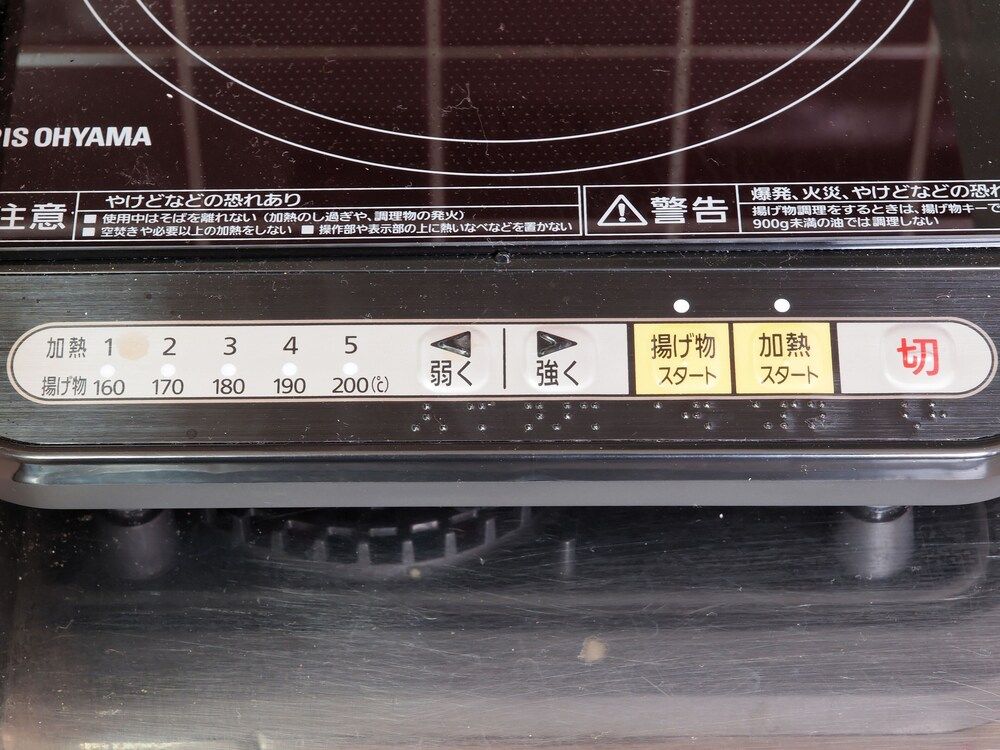 IS OHYAMA
注意
やけどなどの恐れあり
■ 使用中はそばを離れない（加熱のし過ぎや、調理物の発火）
■ 空焚きや必要以上の加熱をしない ■ 操作部や表示部の上に熱いなべなどを置かない
警告
爆発、火災、やけどなどの恐れ
揚げ物調理をするときは、揚げ物キーで
900g未満の油では調理しない
加熱 1 2 3 4 5
揚げ物 160 170 180 190 200(℃)
弱く
強く
揚げ物
スタート
加熱
スタート
切